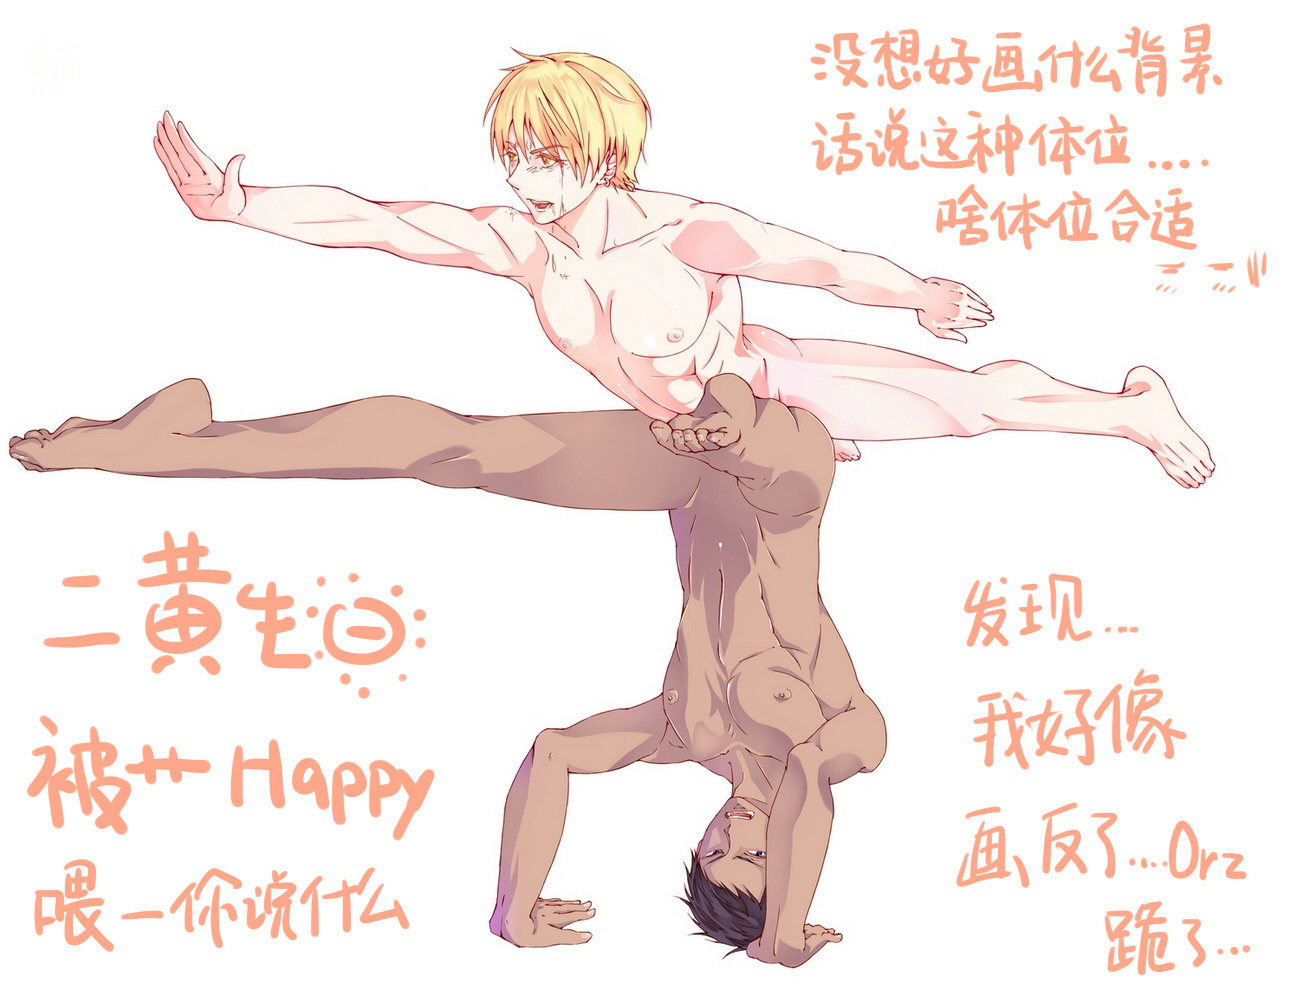 没想好画什么背景
话说这种体位....
啥体位合适
二黄生日
被艹Happy
喂—你说什么
发现...
我好像
画反了....Orz
跪了...